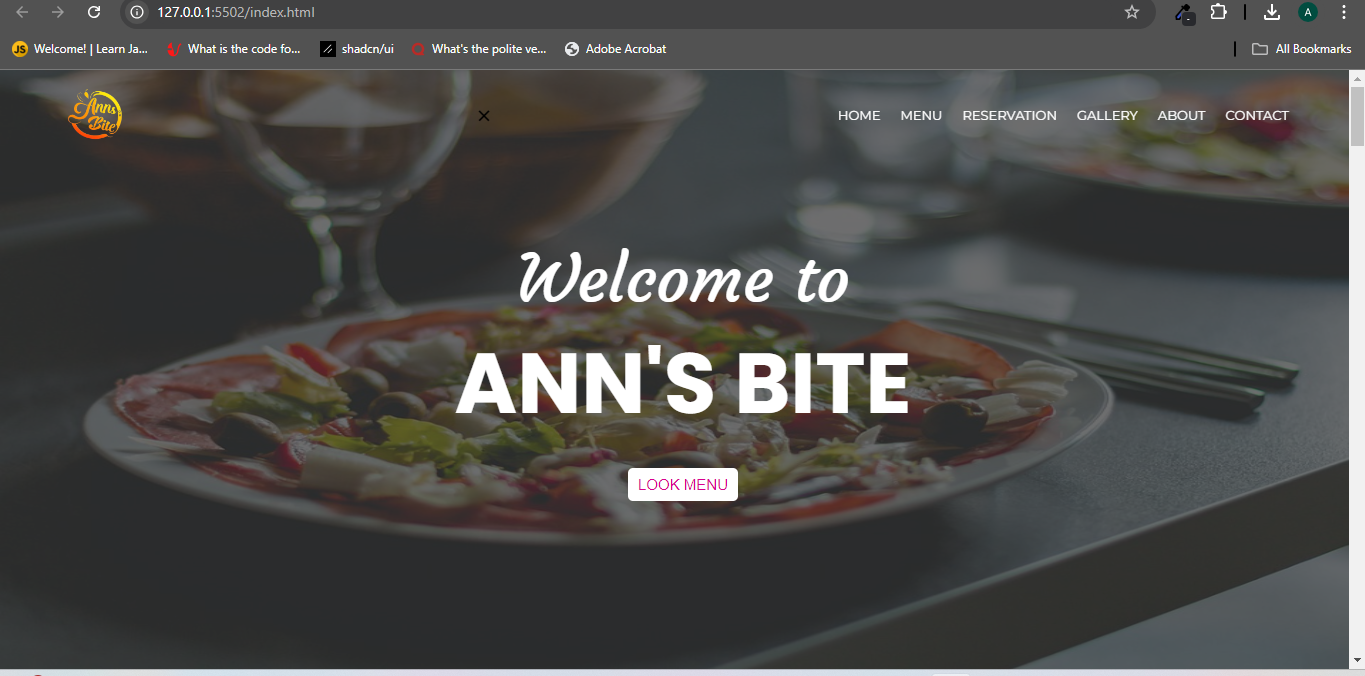 127.0.0.1:5502/index.html
A
JS Welcome! | Learn Ja... What is the code fo... shadcn/ui What's the polite ve... Adobe Acrobat All Bookmarks
Anns
Bite
HOME MENU RESERVATION GALLERY ABOUT CONTACT
Welcome to
ANN'S BITE
LOOK MENU